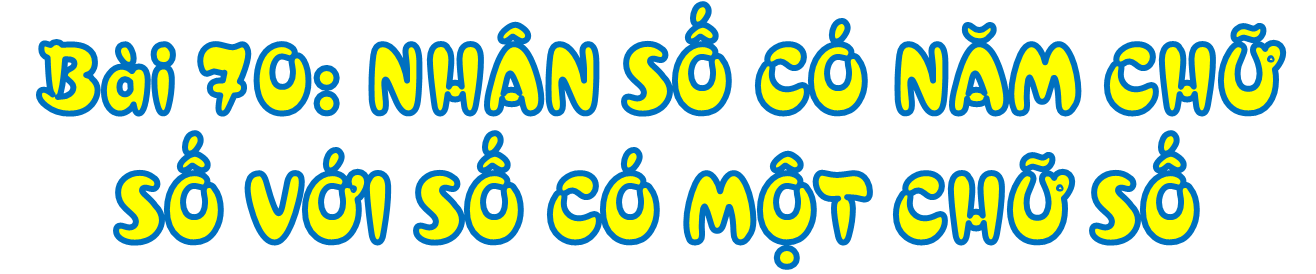 Bài 70: NHÂN SỐ CÓ NĂM CHỮ
SỐ VỚI SỐ CÓ MỘT CHỮ SỐ